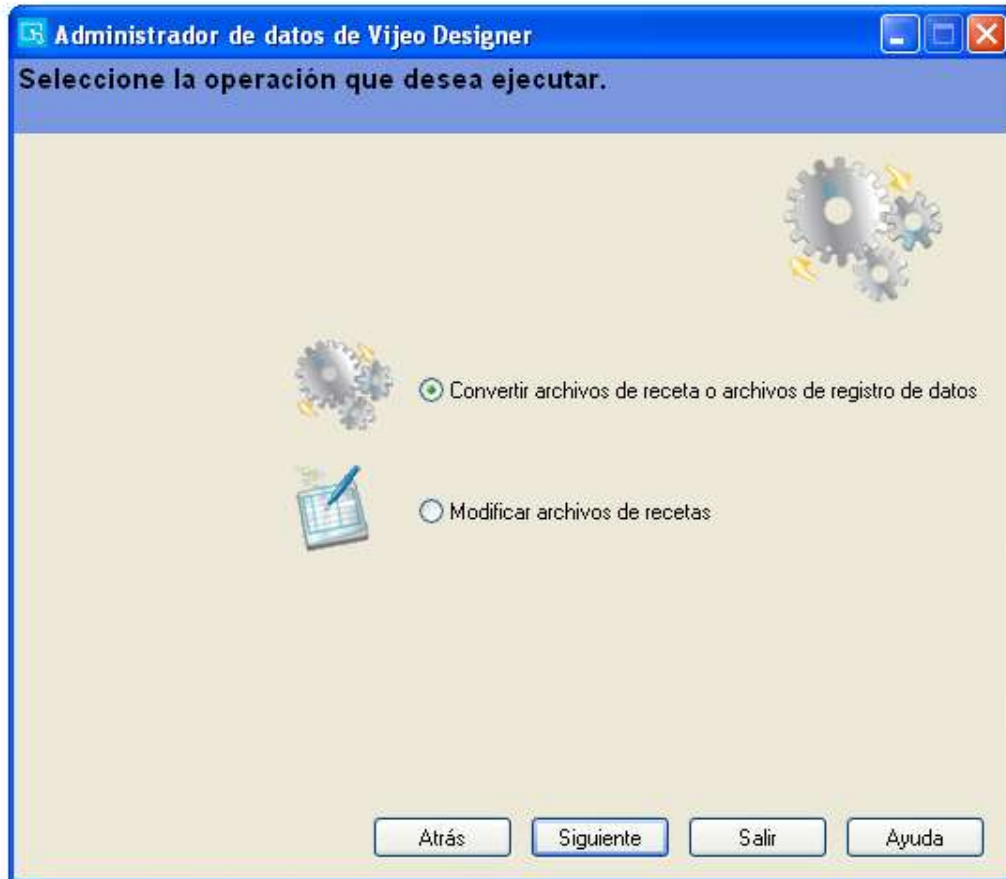 Administrador de datos de Vijeo Designer
Seleccione la operación que desea ejecutar.
Convertir archivos de receta o archivos de registro de datos
Modificar archivos de recetas
Atrás Siguiente Salir Ayuda